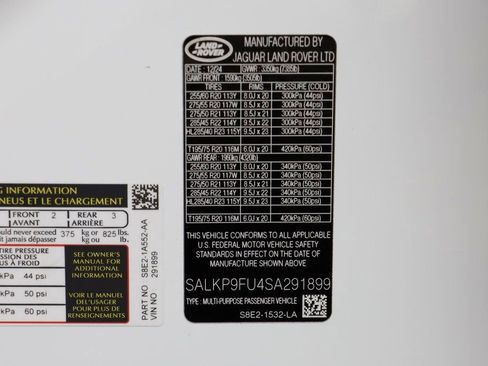 LAND
ROVER
MANUFACTURED BY
JAGUAR LAND ROVER LTD
DATE : 12/24 GVWR : 3350kg (7385lb)
GAWR FRONT : 1590kg (3505lb)
TIRES RIMS PRESSURE (COLD)
255/60 R20 113Y 8.0J x 20 300kPa (44psi)
275/55 R20 117W 8.5J x 20 300kPa (44psi)
275/50 R21 113Y 8.5J x 21 300kPa (44psi)
285/45 R22 114Y 9.5J x 22 300kPa (44psi)
HL285/40 R23 115Y 9.5J x 23 300kPa (44psi)
T195/75 R20 116M 6.0J x 20 420kPa (60psi)
GAWR REAR : 1960kg (4320lb)
255/60 R20 113Y 8.0J x 20 340kPa (50psi)
275/55 R20 117W 8.5J x 20 340kPa (50psi)
275/50 R21 113Y 8.5J x 21 340kPa (50psi)
285/45 R22 114Y 9.5J x 22 340kPa (50psi)
HL285/40 R23 115Y 9.5J x 23 340kPa (50psi)
T195/75 R20 116M 6.0J x 20 420kPa (60psi)
THIS VEHICLE CONFORMS TO ALL APPLICABLE
U.S. FEDERAL MOTOR VEHICLE SAFETY
STANDARDS IN EFFECT ON THE DATE OF
MANUFACTURE SHOWN ABOVE
SALKP9FU4SA291899
TYPE : MULTI-PURPOSE PASSENGER VEHICLE
S8E2-1532-LA
G INFORMATION
NEUS ET LE CHARGEMENT
FRONT 2 REAR 3
AVANT ARRIÈRE
ould never exceed 375 kg or 825 lb.
it jamais dépasser kg ou lb.
TIRE PRESSURE
US À FROID
kPa 44 psi
kPa 50 psi
kPa 60 psi
SEE OWNER'S
MANUAL FOR
ADDITIONAL
INFORMATION
VOIR LE MANUEL
DE L'USAGER
POUR PLUS DE
RENSEIGNEMENTS
S8E2-1A552-AA
VIN NO. 291899